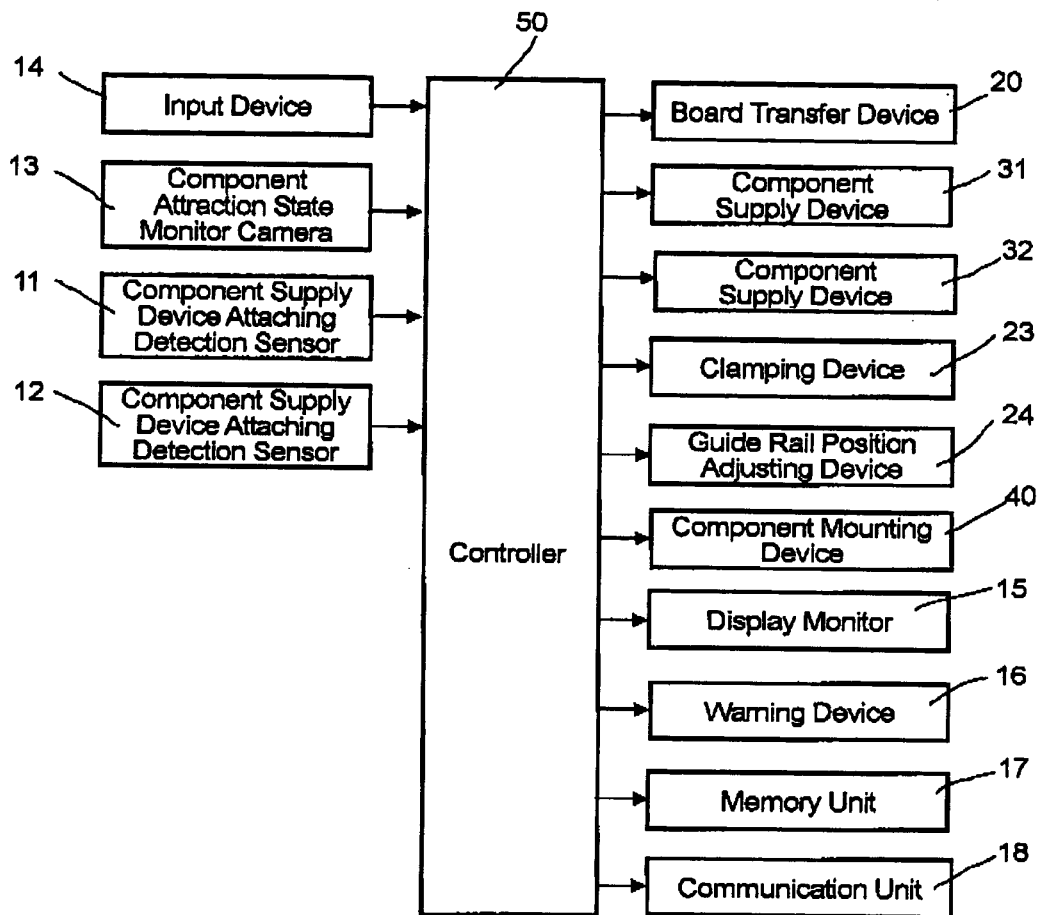 50
14
Input Device
13
Component
Attraction State
Monitor Camera
11
Component Supply
Device Attaching
Detection Sensor
12
Component Supply
Device Attaching
Detection Sensor
Controller
20
Board Transfer Device
31
Component
Supply Device
32
Component
Supply Device
23
Clamping Device
24
Guide Rail Position
Adjusting Device
40
Component Mounting
Device
15
Display Monitor
16
Warning Device
17
Memory Unit
18
Communication Unit